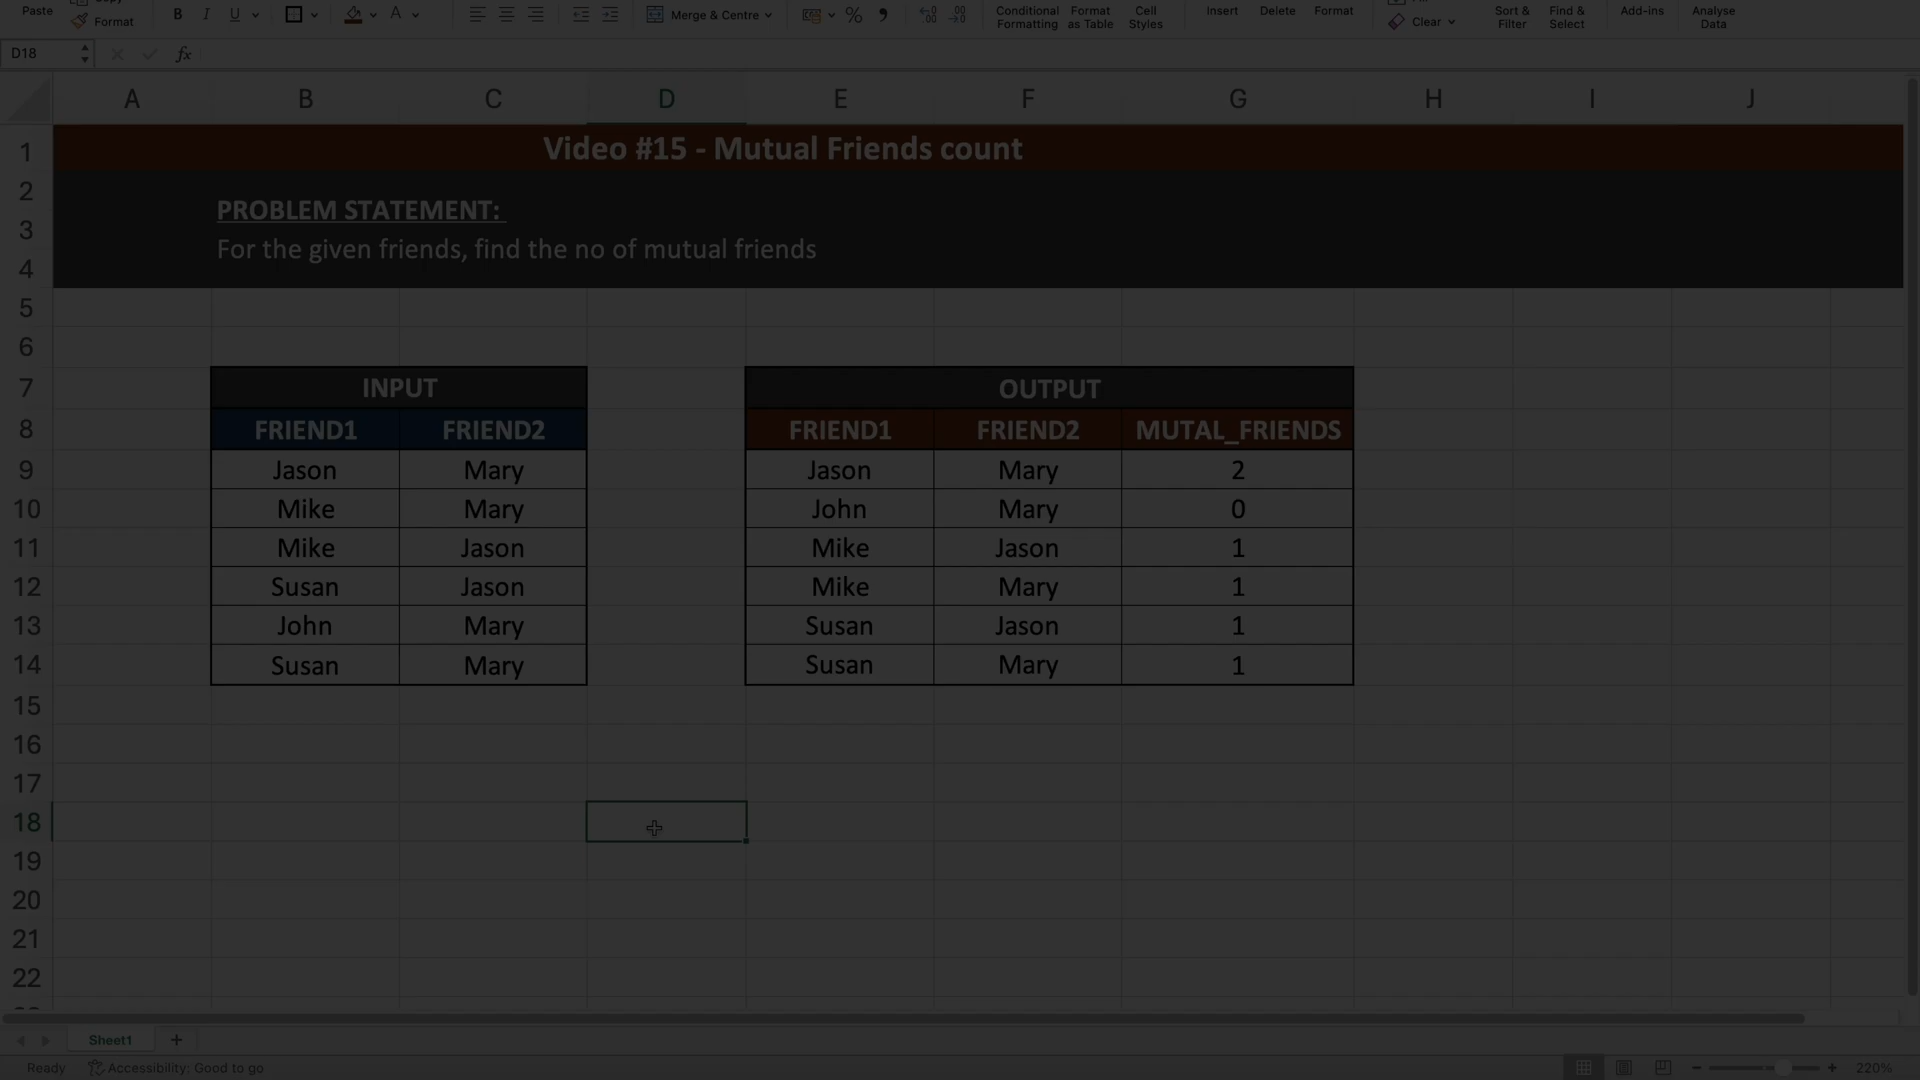 Paste
Format
B I U A
Merge & Centre
%
Conditional Formatting
Format as Table
Cell Styles
Insert
Delete
Format
Clear
Sort & Filter
Find & Select
Add-ins
Analyse Data
D18
fx
A B C D E F G H I J
1 Video #15 - Mutual Friends count
2
3 PROBLEM STATEMENT:
4 For the given friends, find the no of mutual friends
5
6
7 INPUT OUTPUT
8 FRIEND1 FRIEND2 FRIEND1 FRIEND2 MUTAL_FRIENDS
9 Jason Mary Jason Mary 2
10 Mike Mary John Mary 0
11 Mike Jason Mike Jason 1
12 Susan Jason Mike Mary 1
13 John Mary Susan Jason 1
14 Susan Mary Susan Mary 1
15
16
17
18
19
20
21
22
Sheet1 +
Ready Accessibility: Good to go 220%